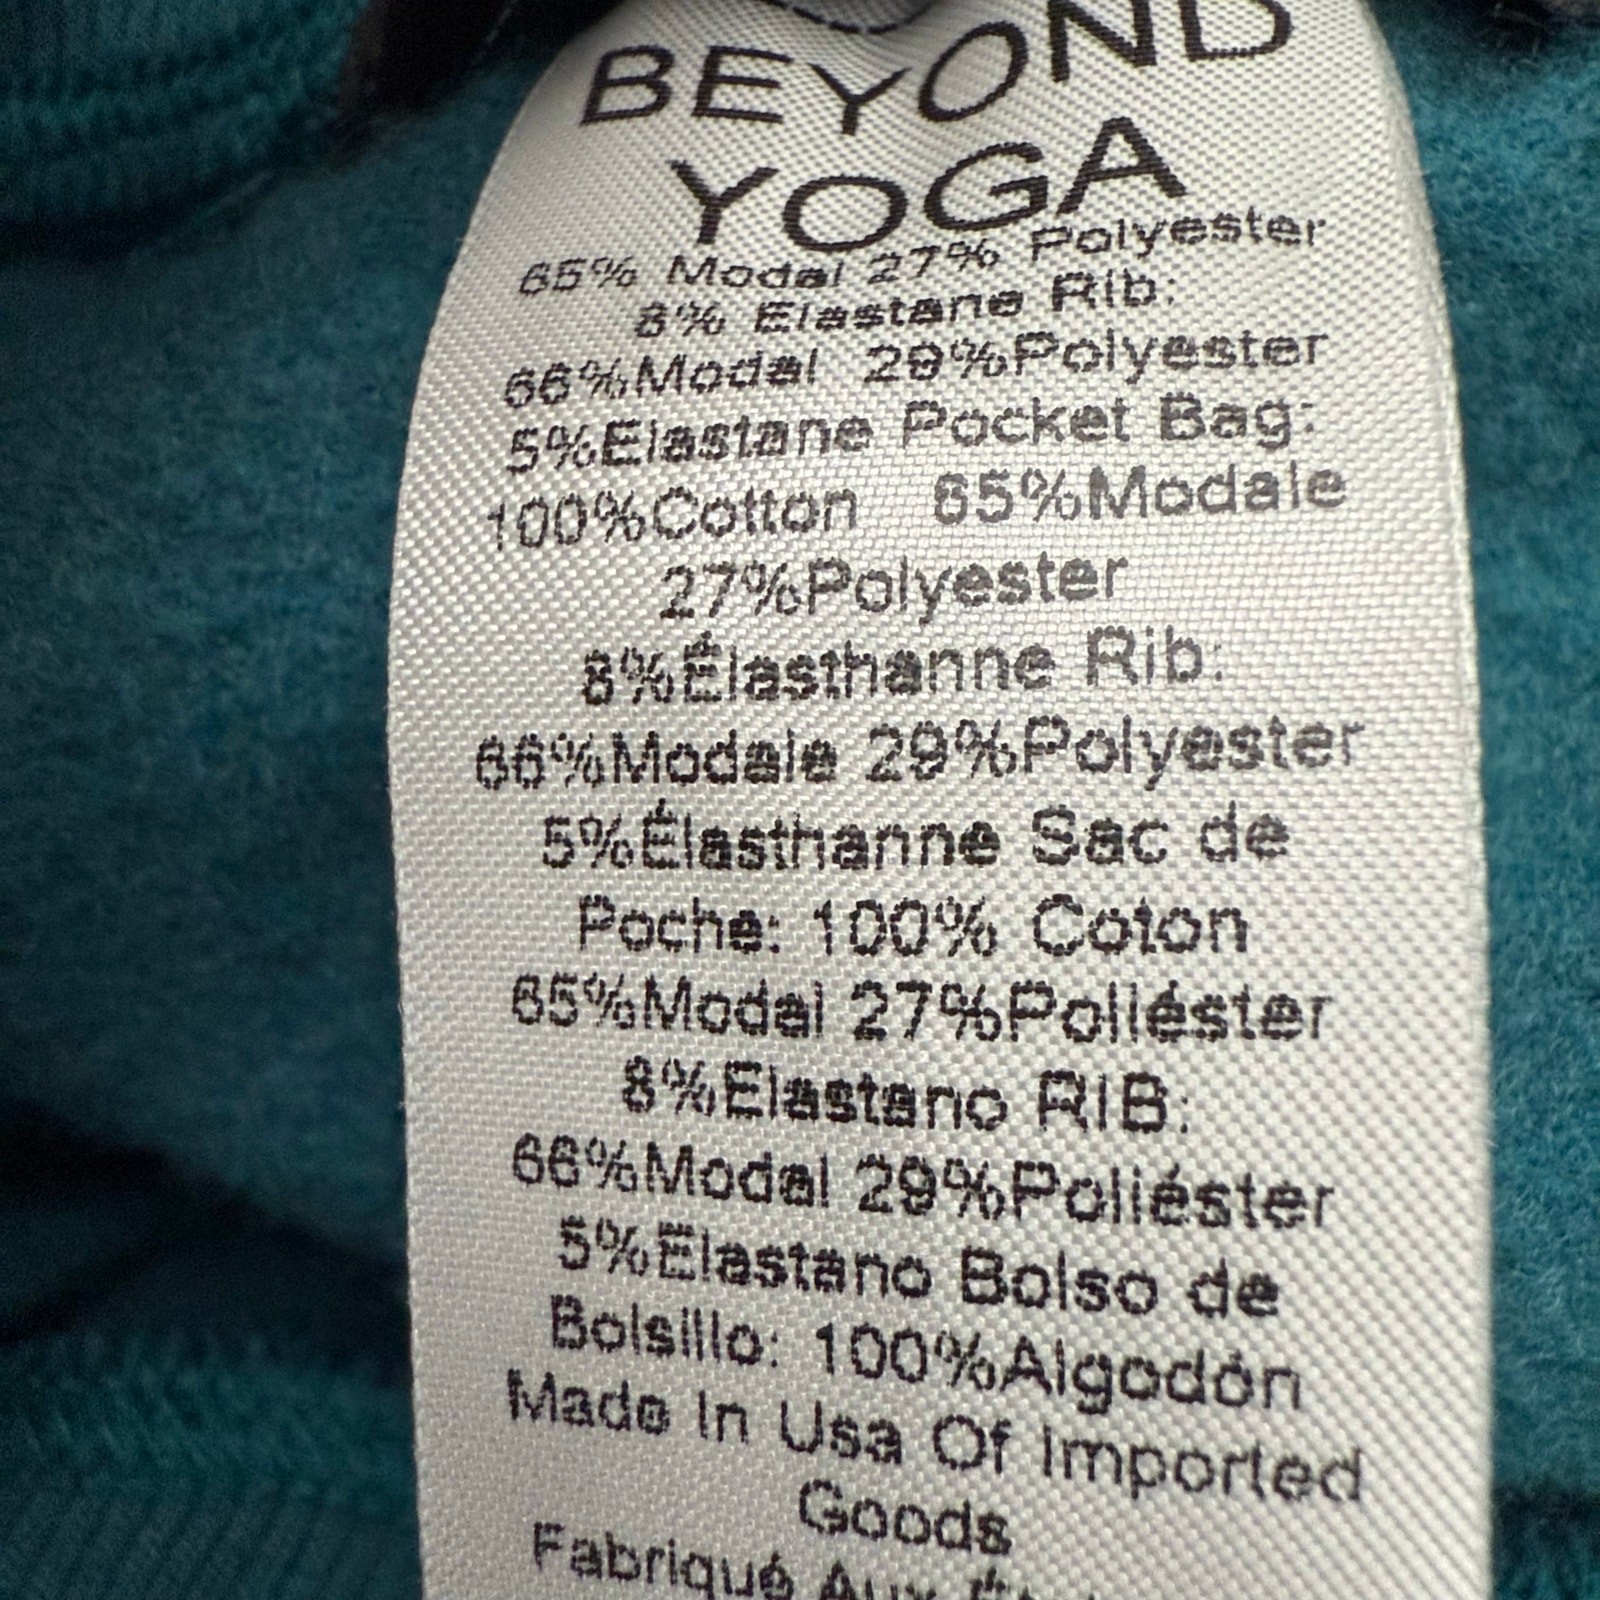 BEYOND
YOGA
65% Modal 27% Polyester
8% Elastane Rib:
66%Modal 29%Polyester
5%Elastane Pocket Bag:
100%Cotton 65%Modale
27%Polyester
8%Élasthanne Rib:
66%Modale 29%Polyester
5%Élasthanne Sac de
Poche: 100% Coton
65%Modal 27%Poliéster
8%Elastano RIB:
66%Modal 29%Poliéster
5%Elastano Bolso de
Bolsillo: 100%Algodón
Made In Usa Of Imported
Goods
Fabriqué Aux